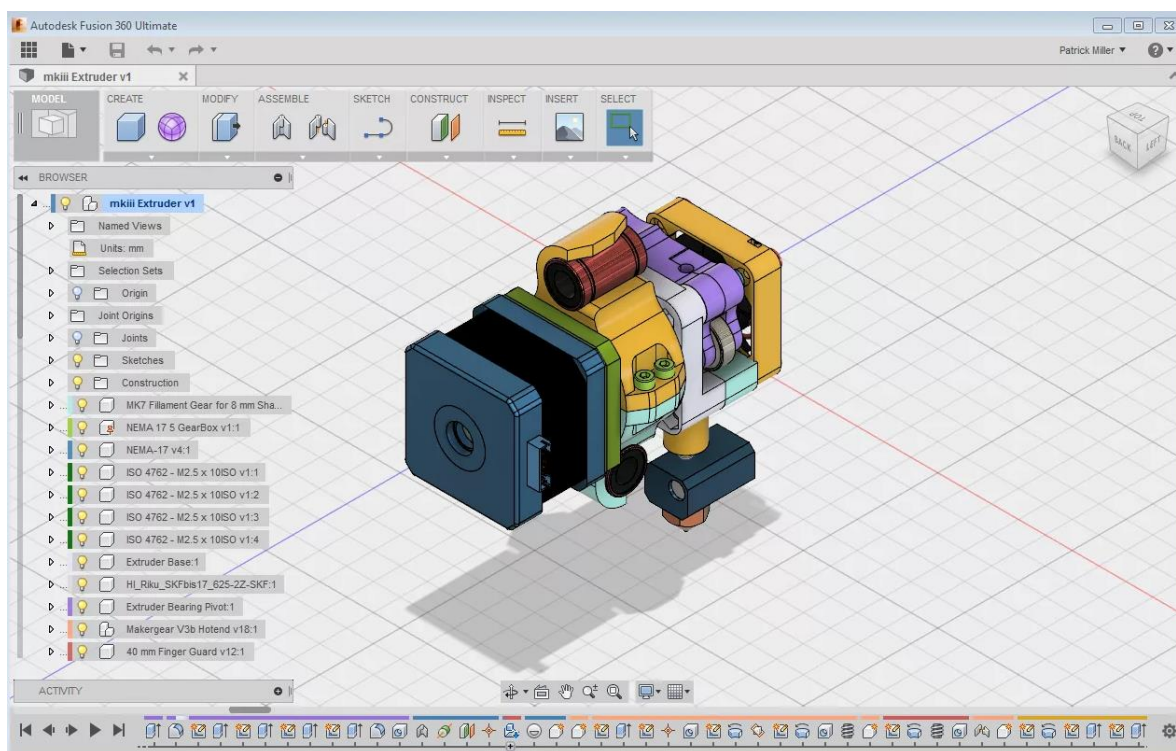 Autodesk Fusion 360 Ultimate
Patrick Miller
mkiii Extruder v1
MODEL CREATE MODIFY ASSEMBLE SKETCH CONSTRUCT INSPECT INSERT SELECT
TOP
BACK LEFT
BROWSER
mkiii Extruder v1
Named Views
Units: mm
Selection Sets
Origin
Joint Origins
Joints
Sketches
Construction
MK7 Fillament Gear for 8 mm Sha...
NEMA 17 5 GearBox v1:1
NEMA-17 v4:1
ISO 4762 - M2.5 x 10ISO v1:1
ISO 4762 - M2.5 x 10ISO v1:2
ISO 4762 - M2.5 x 10ISO v1:3
ISO 4762 - M2.5 x 10ISO v1:4
Extruder Base:1
HI_Riku_SKFbis17_625-2Z-SKF:1
Extruder Bearing Pivot:1
Makergear V3b Hotend v18:1
40 mm Finger Guard v12:1
ACTIVITY